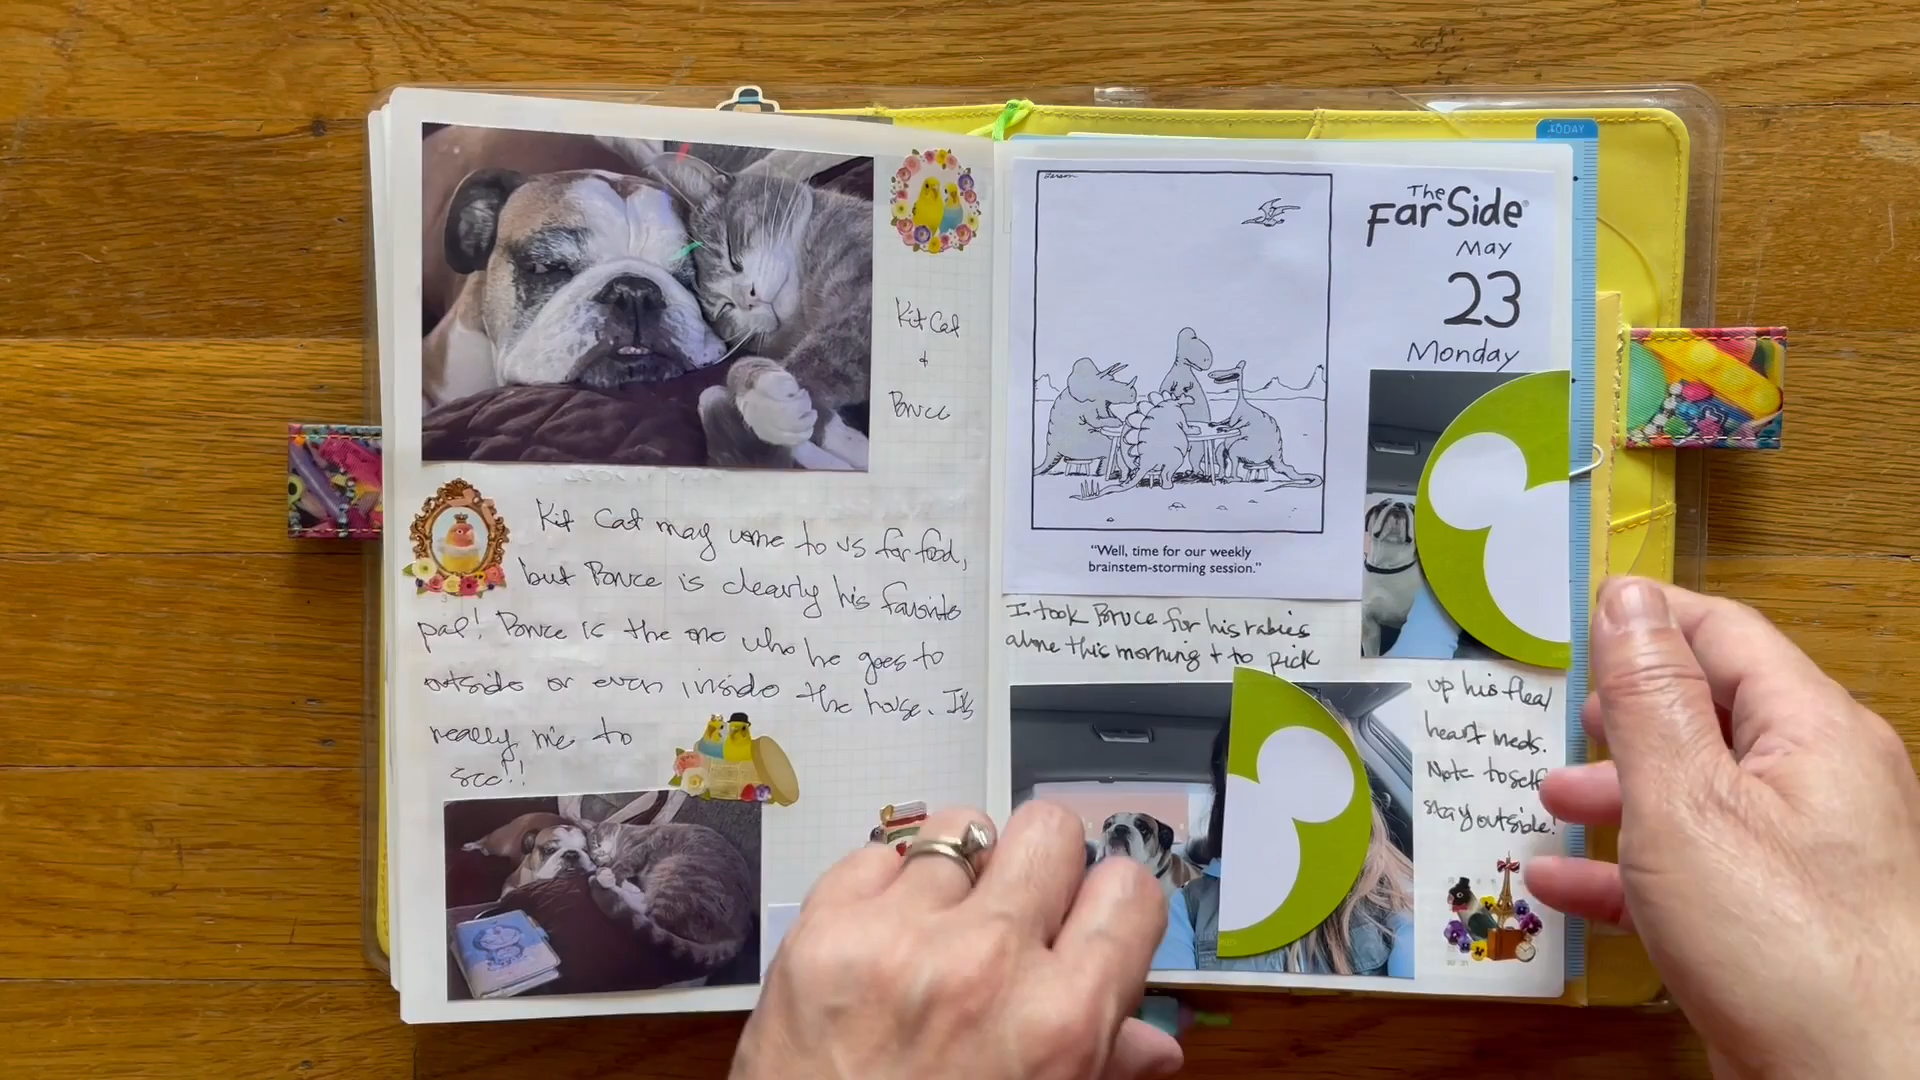 Kit Cat
&
Bruce
Kit Cat may come to us for food,
but Bruce is clearly his favorite
pal! Bruce is the one who he goes to
outside or even inside the house. It's
really nice to
see!!
TODAY
Larson
The
Far Side®
May
23
Monday
"Well, time for our weekly
brainstem-storming session."
I took Bruce for his rabies
alone this morning & to pick
up his flea/
heart meds.
Note to self
stay outside!